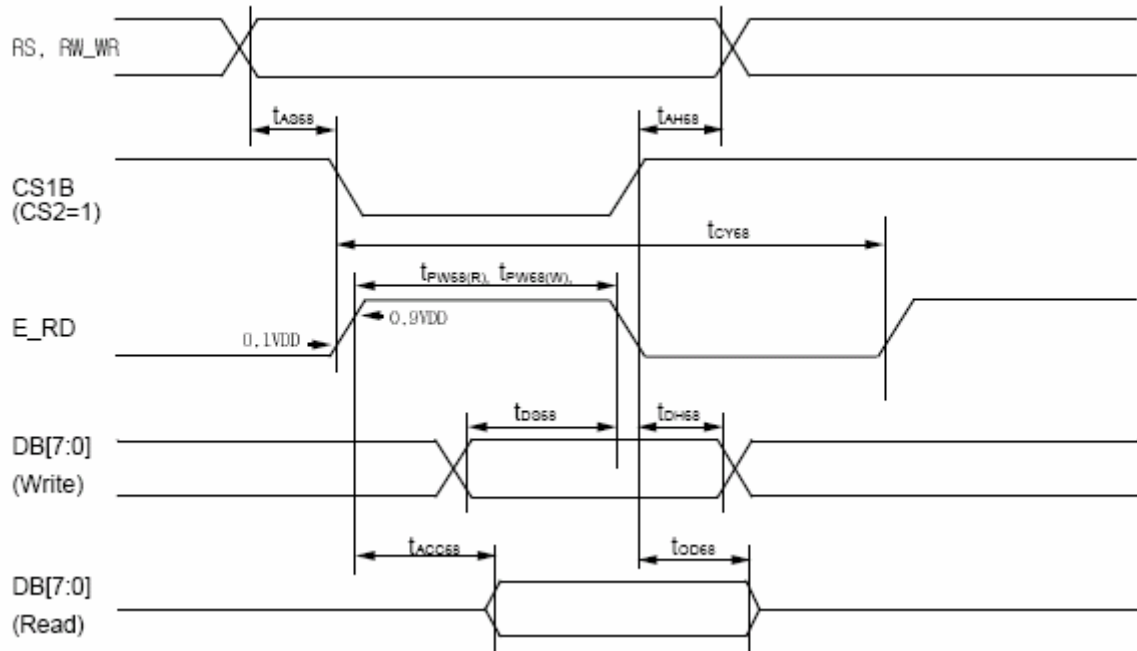 RS, RW_WR
tAS68
tAH68
CS1B
(CS2=1)
tCY68
tPW68(R), tPW68(W),
E_RD
0.9VDD
0.1VDD
tDS68
tDH68
DB[7:0]
(Write)
tACC68
tOD68
DB[7:0]
(Read)